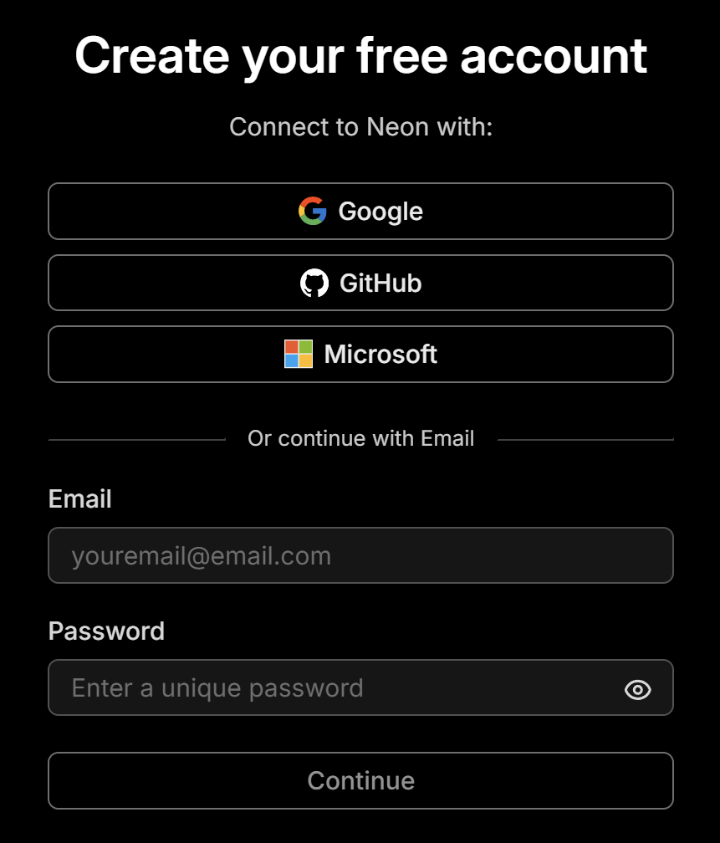 Create your free account
Connect to Neon with:
Google
GitHub
Microsoft
Or continue with Email
Email
youremail@email.com
Password
Enter a unique password
Continue